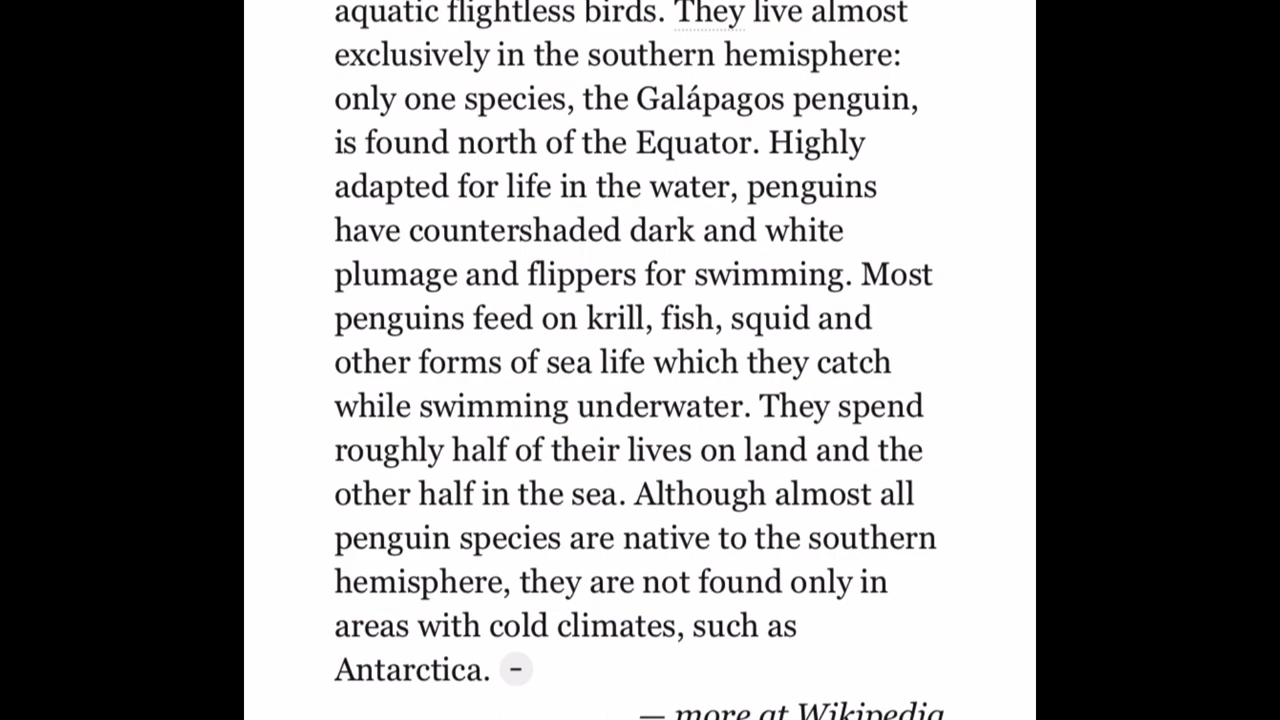 aquatic flightless birds. They live almost
exclusively in the southern hemisphere:
only one species, the Galápagos penguin,
is found north of the Equator. Highly
adapted for life in the water, penguins
have countershaded dark and white
plumage and flippers for swimming. Most
penguins feed on krill, fish, squid and
other forms of sea life which they catch
while swimming underwater. They spend
roughly half of their lives on land and the
other half in the sea. Although almost all
penguin species are native to the southern
hemisphere, they are not found only in
areas with cold climates, such as
Antarctica. –
— more at Wikipedia